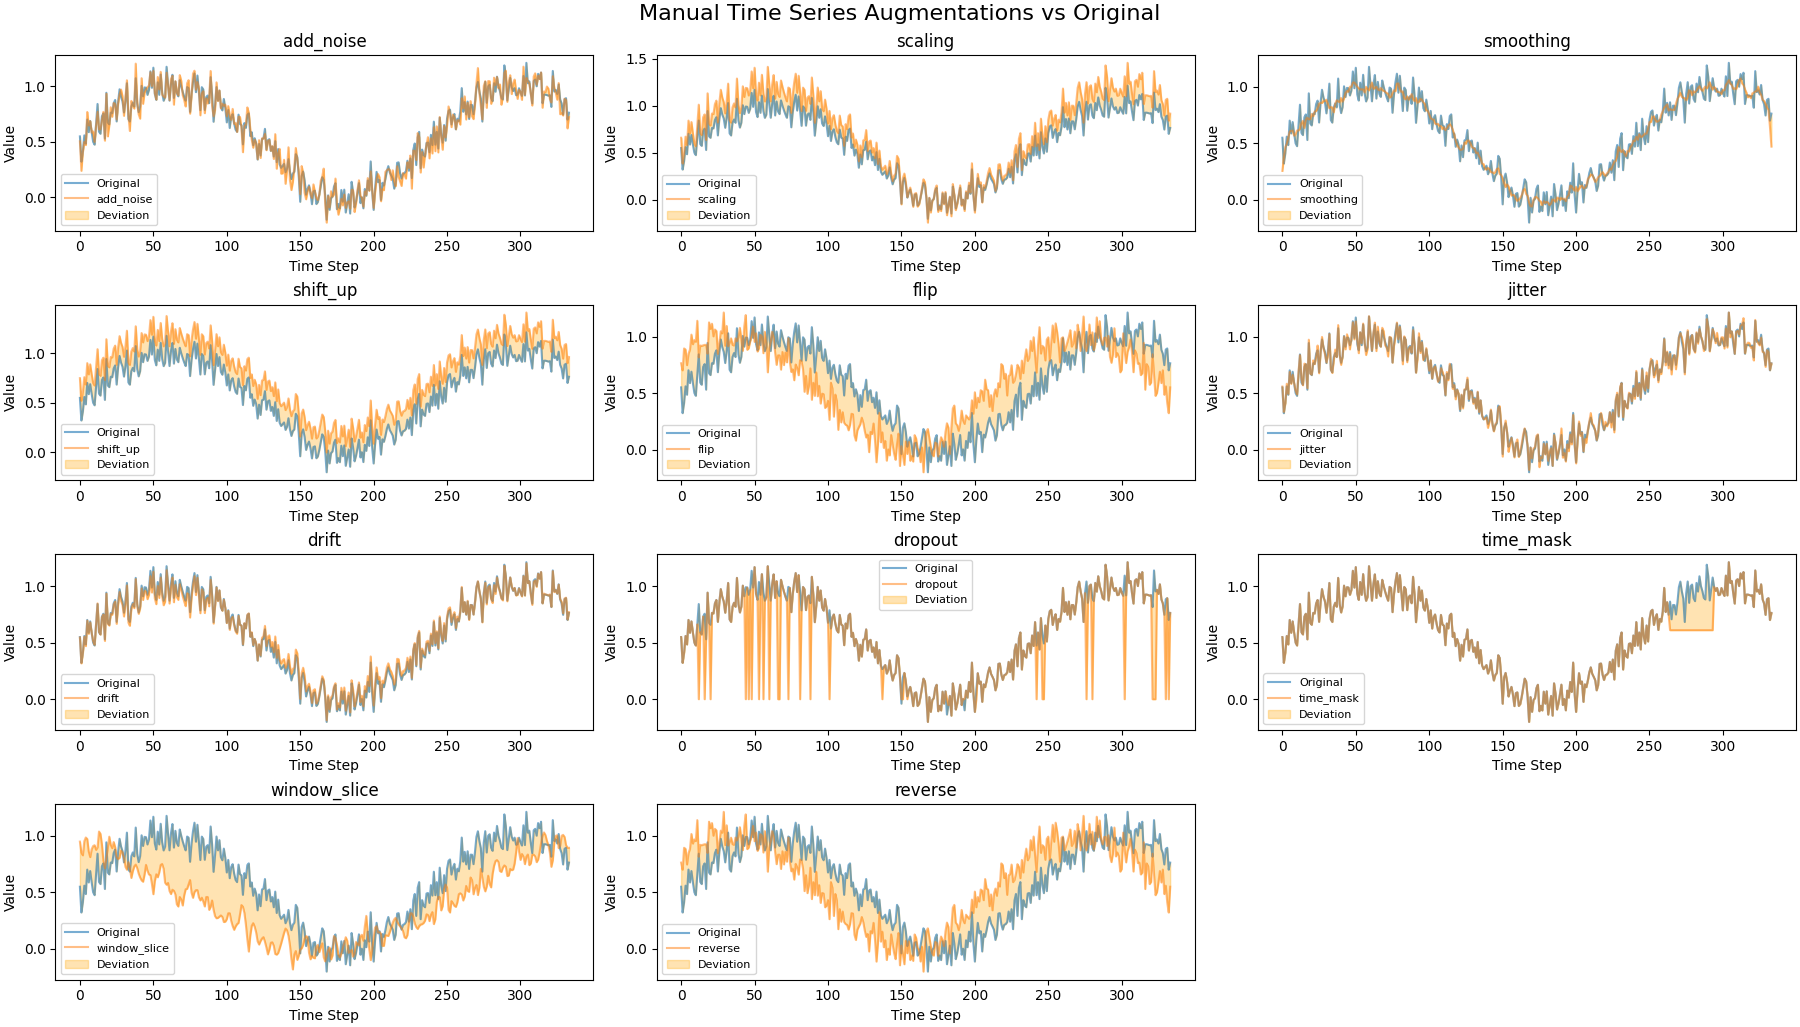 Manual Time Series Augmentations vs Original
add_noise
Value
1.0
0.5
0.0
Original
add_noise
Deviation
0 50 100 150 200 250 300
Time Step
scaling
Value
1.5
1.0
0.5
0.0
Original
scaling
Deviation
0 50 100 150 200 250 300
Time Step
smoothing
Value
1.0
0.5
0.0
Original
smoothing
Deviation
0 50 100 150 200 250 300
Time Step
shift_up
Value
1.0
0.5
0.0
Original
shift_up
Deviation
0 50 100 150 200 250 300
Time Step
flip
Value
1.0
0.5
0.0
Original
flip
Deviation
0 50 100 150 200 250 300
Time Step
jitter
Value
1.0
0.5
0.0
Original
jitter
Deviation
0 50 100 150 200 250 300
Time Step
drift
Value
1.0
0.5
0.0
Original
drift
Deviation
0 50 100 150 200 250 300
Time Step
dropout
Value
1.0
0.5
0.0
Original
dropout
Deviation
0 50 100 150 200 250 300
Time Step
time_mask
Value
1.0
0.5
0.0
Original
time_mask
Deviation
0 50 100 150 200 250 300
Time Step
window_slice
Value
1.0
0.5
0.0
Original
window_slice
Deviation
0 50 100 150 200 250 300
Time Step
reverse
Value
1.0
0.5
0.0
Original
reverse
Deviation
0 50 100 150 200 250 300
Time Step